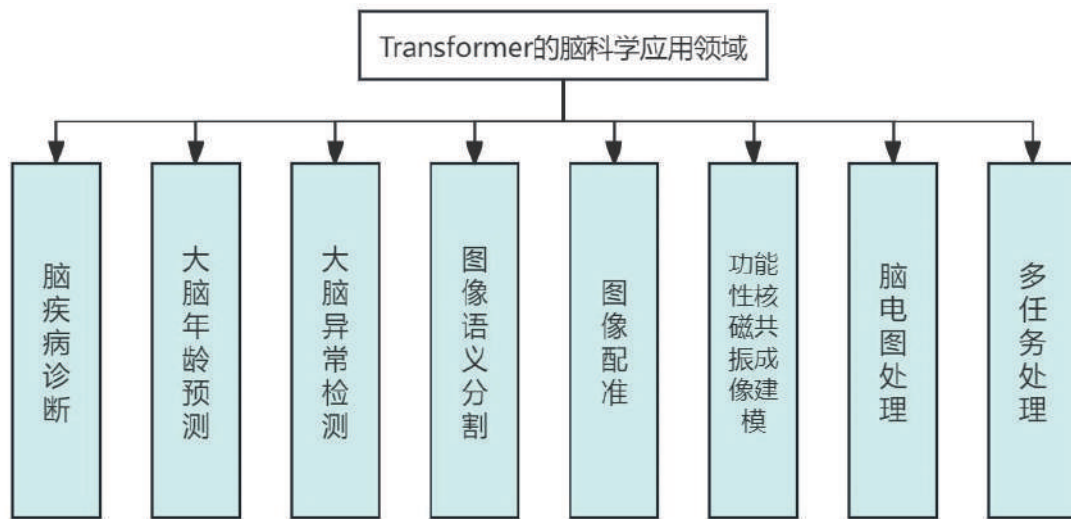 Transformer的脑科学应用领域
脑疾病诊断
大脑年龄预测
大脑异常检测
图像语义分割
图像配准
功能性核磁共振成像建模
脑电图处理
多任务处理